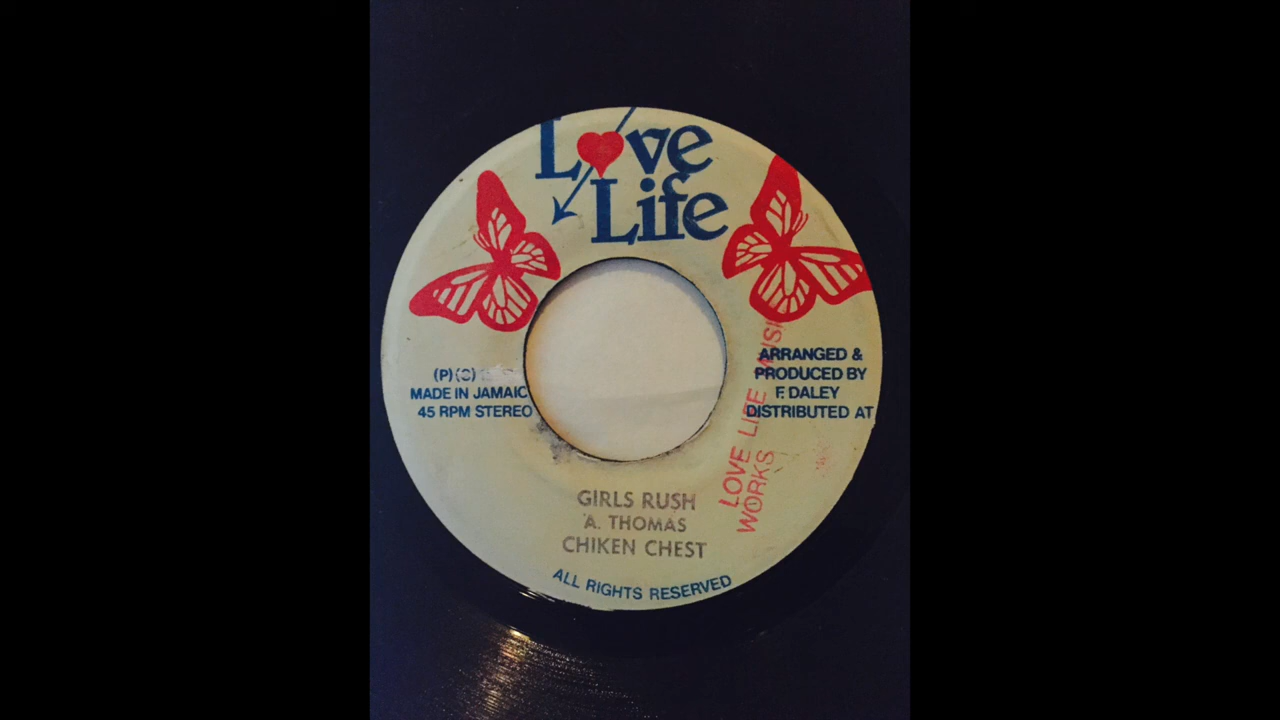 Love
Life
(P) (C)
MADE IN JAMAIC
45 RPM STEREO
ARRANGED &
PRODUCED BY
F. DALEY
DISTRIBUTED AT
LOVE LIFE MUSI
WORKS
GIRLS RUSH
A. THOMAS
CHIKEN CHEST
ALL RIGHTS RESERVED